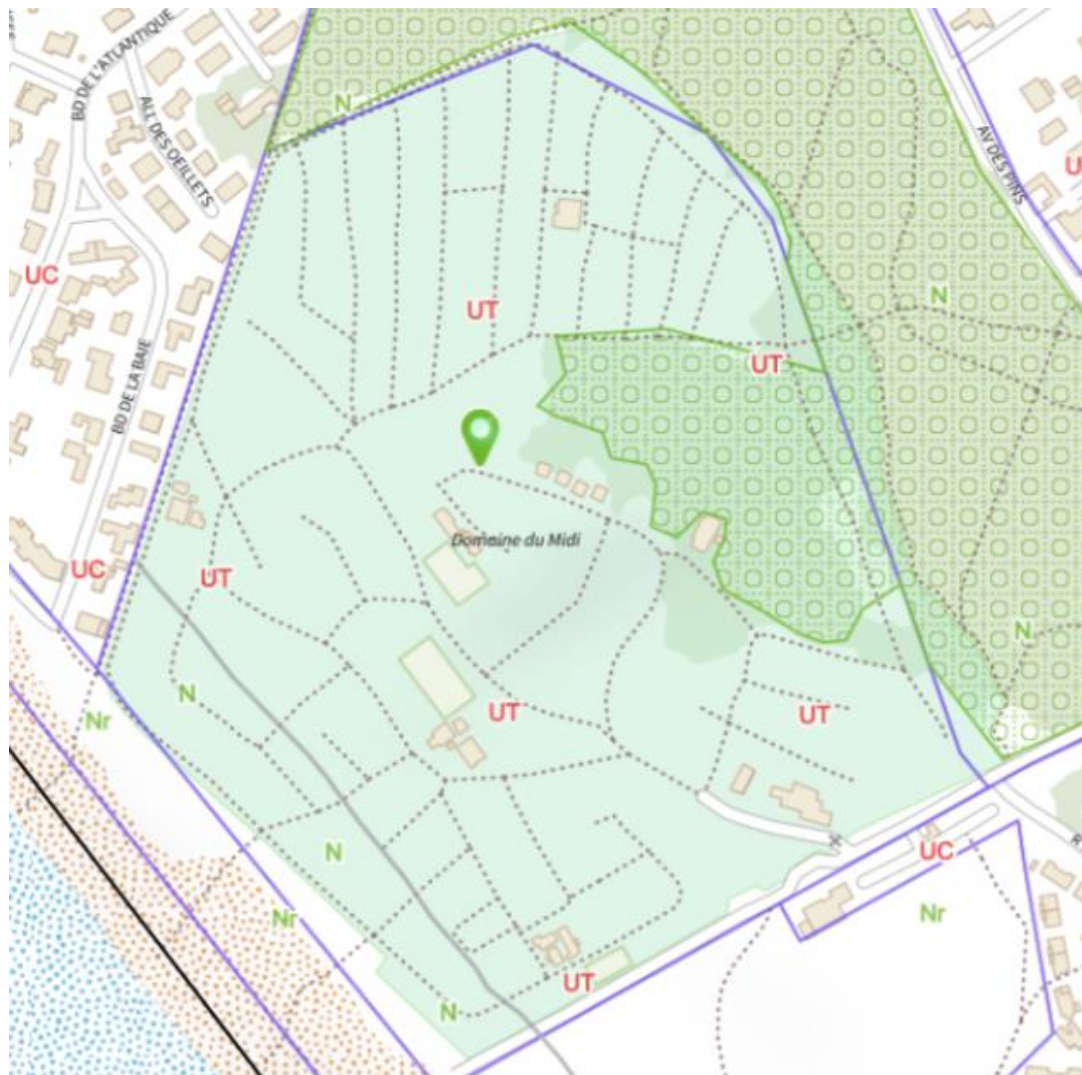 BD DE L'ATLANTIQUE
N
ALL DES OEILLETS
AV DES PINS
UC
UT
N
UT
BD DE LA BAIE
Domaine du Midi
UC
UT
N
N
Nr
UT
UT
N
UC
Nr
Nr
UT
N